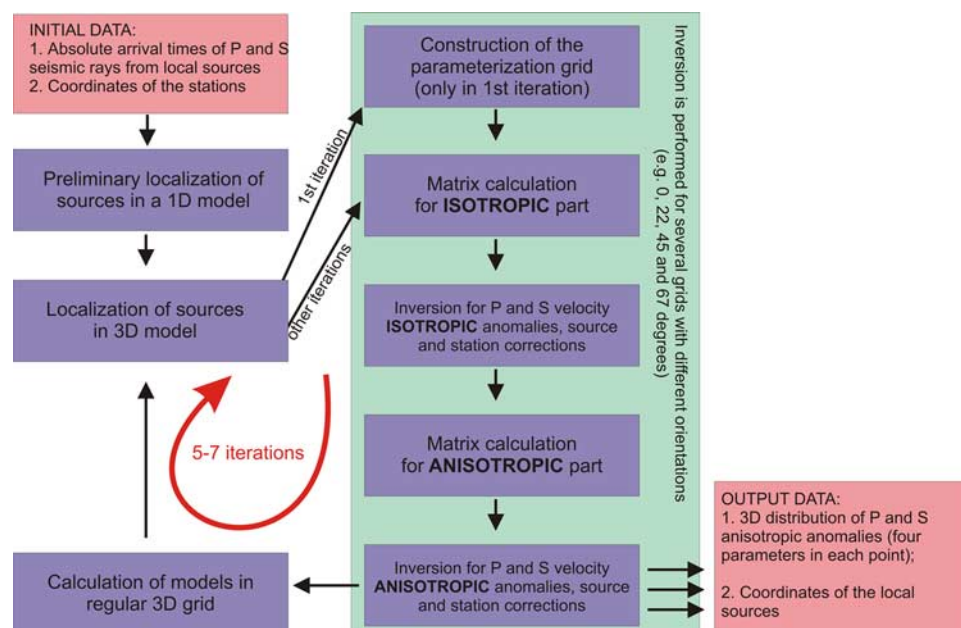 INITIAL DATA:
1. Absolute arrival times of P and S
seismic rays from local sources
2. Coordinates of the stations
Preliminary localization of
sources in a 1D model
Localization of sources
in 3D model
1st iteration
other iterations
5-7 iterations
Calculation of models in
regular 3D grid
Construction of the
parameterization grid
(only in 1st iteration)
Matrix calculation
for ISOTROPIC part
Inversion for P and S velocity
ISOTROPIC anomalies, source
and station corrections
Matrix calculation
for ANISOTROPIC part
Inversion for P and S velocity
ANISOTROPIC anomalies, source
and station corrections
Inversion is performed for several grids with different orientations
(e.g. 0, 22, 45 and 67 degrees)
OUTPUT DATA:
1. 3D distribution of P and S
anisotropic anomalies (four
parameters in each point);
2. Coordinates of the local
sources